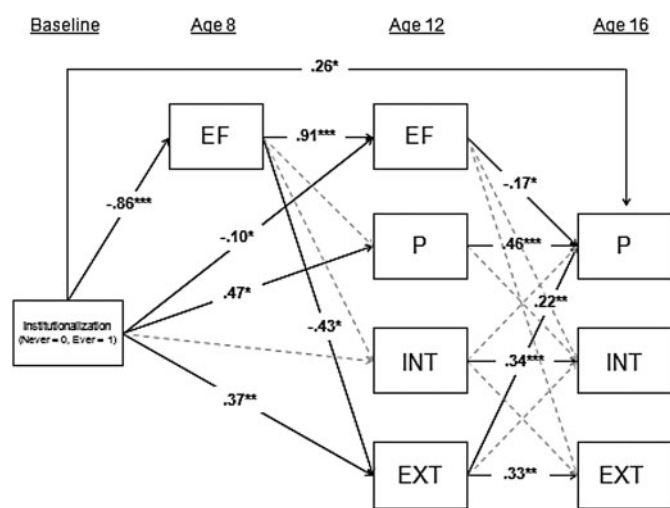 Baseline Age 8 Age 12 Age 16
.26*
EF .91*** EF
-.86*** -.17*
-.10* P .46*** P
.47*
.22**
Institutionalization
(Never = 0, Ever = 1)
-.43*
INT .34*** INT
.37**
EXT .33** EXT